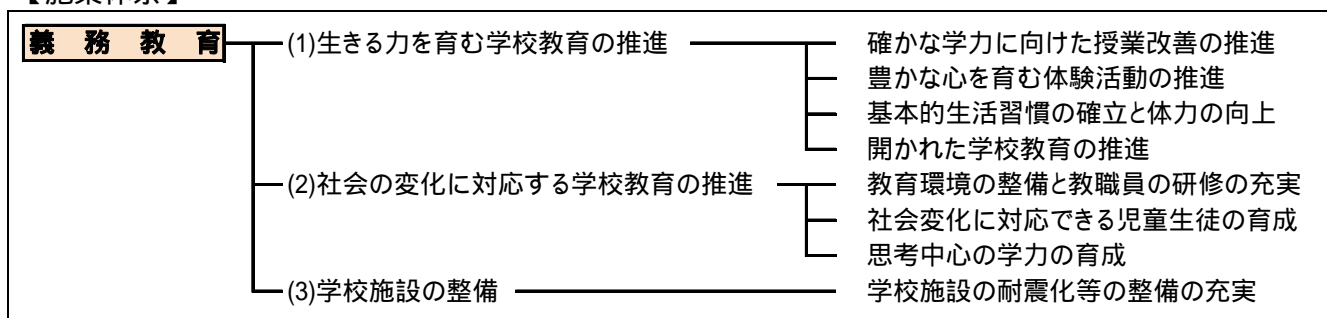 義務教育
(1)生きる力を育む学校教育の推進
確かな学力に向けた授業改善の推進
豊かな心を育む体験活動の推進
基本的生活習慣の確立と体力の向上
開かれた学校教育の推進
(2)社会の変化に対応する学校教育の推進
教育環境の整備と教職員の研修の充実
社会変化に対応できる児童生徒の育成
思考中心の学力の育成
(3)学校施設の整備
学校施設の耐震化等の整備の充実